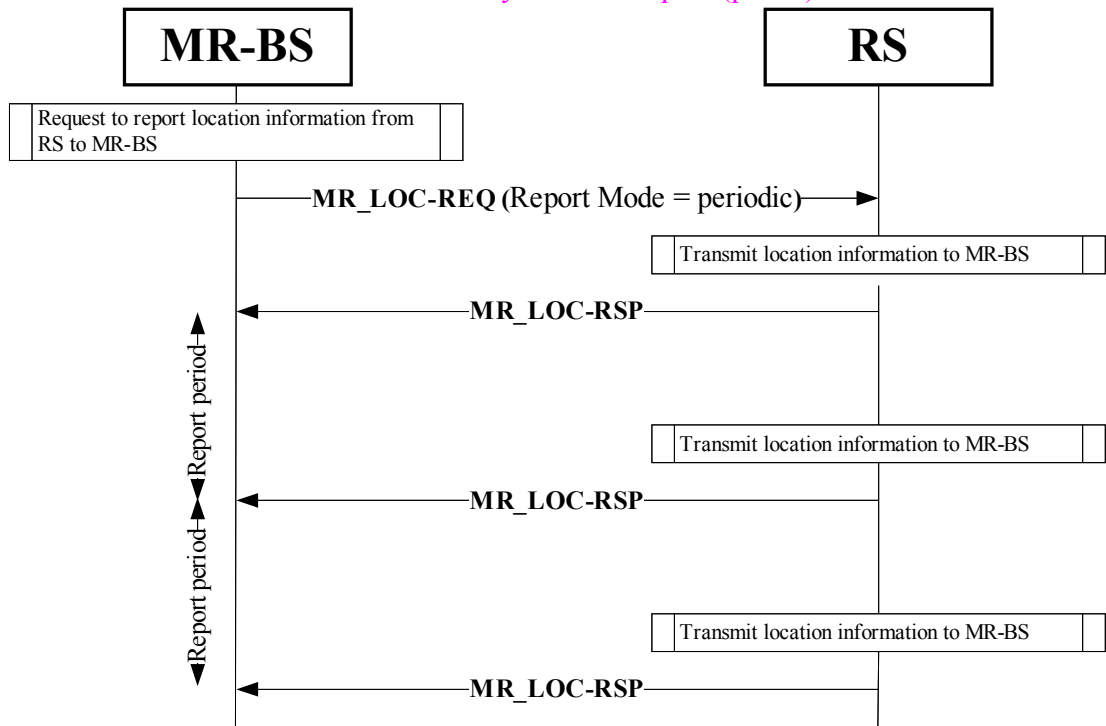 MR-BS
RS
Request to report location information from
RS to MR-BS
MR_LOC-REQ (Report Mode = periodic)
Transmit location information to MR-BS
MR_LOC-RSP
Report period
Transmit location information to MR-BS
MR_LOC-RSP
Report period
Transmit location information to MR-BS
MR_LOC-RSP